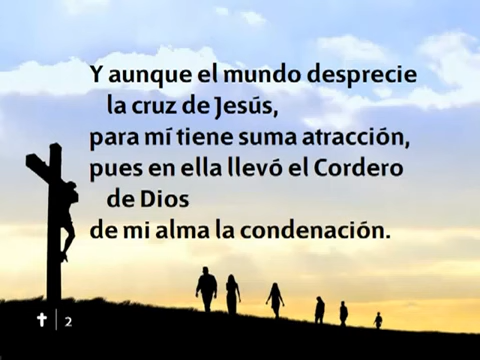 Y aunque el mundo desprecie
la cruz de Jesús,
para mí tiene suma atracción,
pues en ella llevó el Cordero
de Dios
de mi alma la condenación.
2